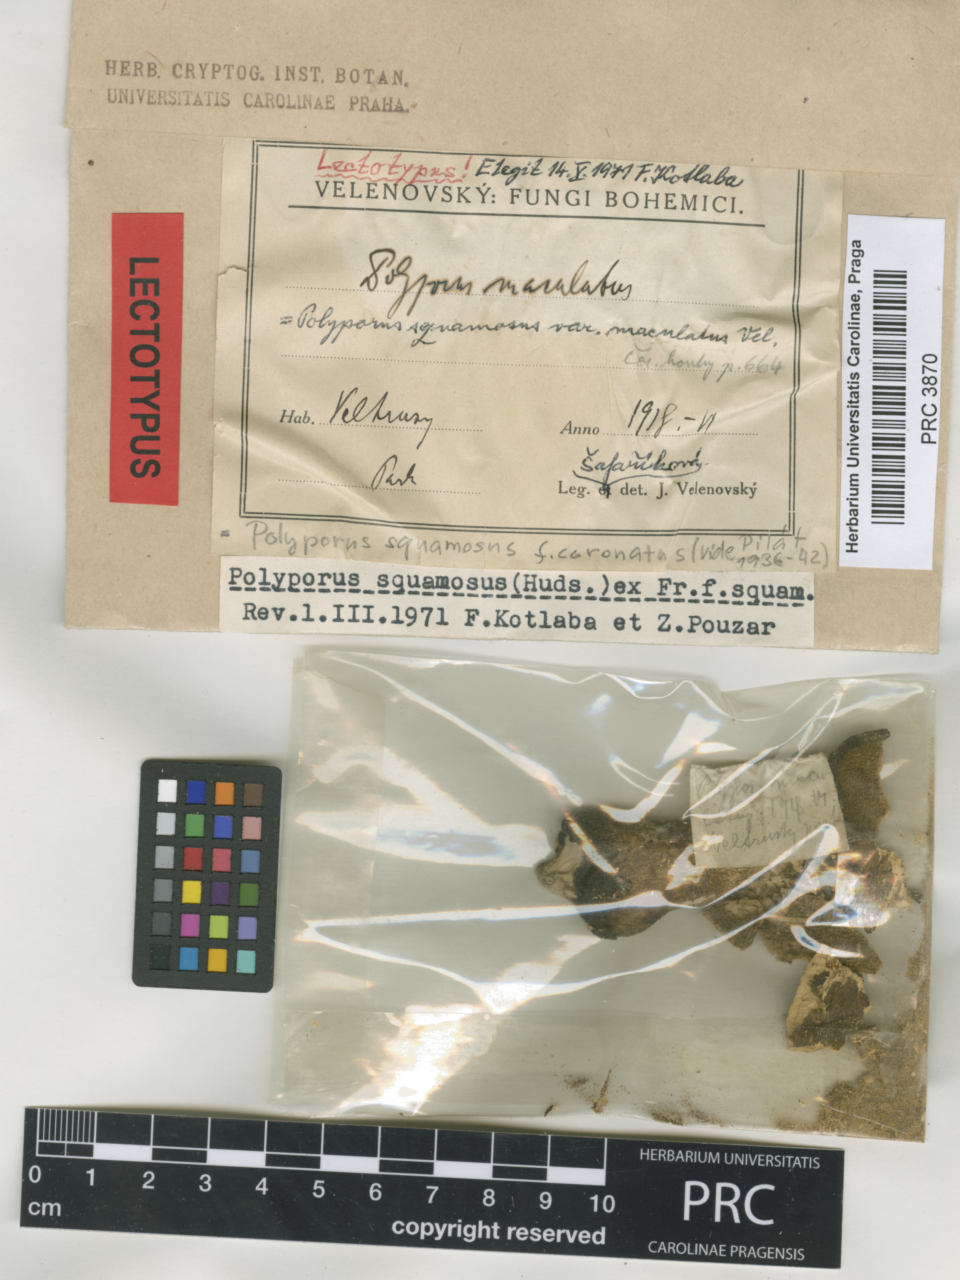 HERB. CRYPTOG. INST. BOTAN.
UNIVERSITATIS CAROLINAE PRAHA.
Lectotypus! Elegit 14.X.1971 F. Kotlaba
VELENOVSKÝ: FUNGI BOHEMICI.
Polyporus maculatus
= Polyporus squamosus var. maculatus Vel.
Čes. houby p. 664
Hab. Veltrusy
Anno 1918.-VI
Park
Šafaříková
Leg. et det. J. Velenovský
= Polyporus squamosus f. coronatus (vide Pilát 1936-42)
Polyporus squamosus(Huds.)ex Fr.f.squam.
Rev.1.III.1971 F.Kotlaba et Z.Pouzar
LECTOTYPUS
Herbarium Universitatis Carolinae, Praga
PRC 3870
1918 VI
Veltrusy
0 1 2 3 4 5 6 7 8 9 10
cm
copyright reserved
HERBARIUM UNIVERSITATIS
PRC
CAROLINAE PRAGENSIS